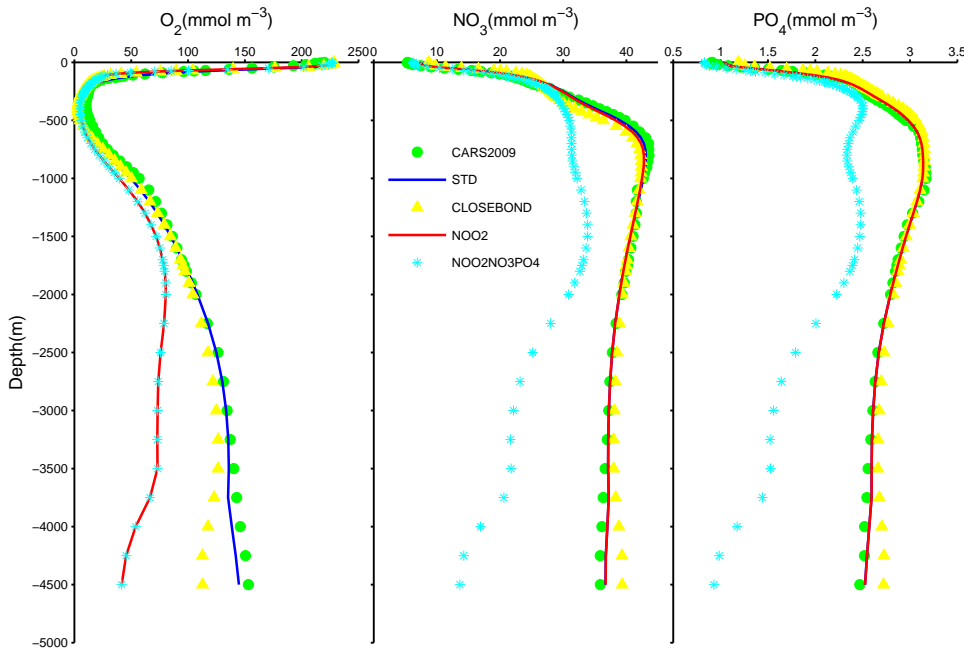 O₂(mmol m⁻³) NO₃(mmol m⁻³) PO₄(mmol m⁻³)
0 50 100 150 200 250 0 10 20 30 40 0.5 1 1.5 2 2.5 3 3.5
0
−500
−1000
−1500
−2000
−2500
−3000
−3500
−4000
−4500
−5000
Depth(m)
CARS2009
STD
CLOSEBOND
NOO2
NOO2NO3PO4